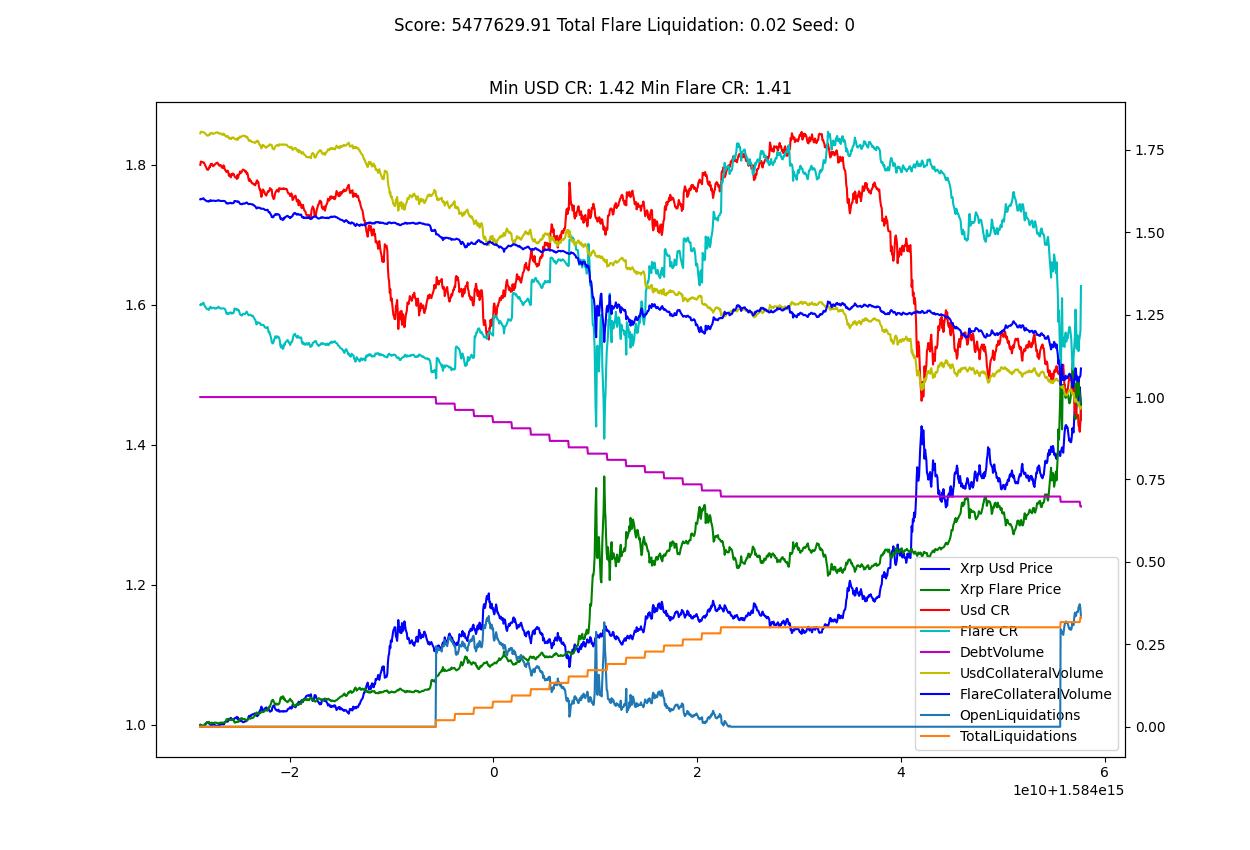 Score: 5477629.91 Total Flare Liquidation: 0.02 Seed: 0
Min USD CR: 1.42 Min Flare CR: 1.41
1.8
1.6
1.4
1.2
1.0
1.75
1.50
1.25
1.00
0.75
0.50
0.25
0.00
Xrp Usd Price
Xrp Flare Price
Usd CR
Flare CR
DebtVolume
UsdCollateralVolume
FlareCollateralVolume
OpenLiquidations
TotalLiquidations
−2 0 2 4 6
1e10+1.584e15